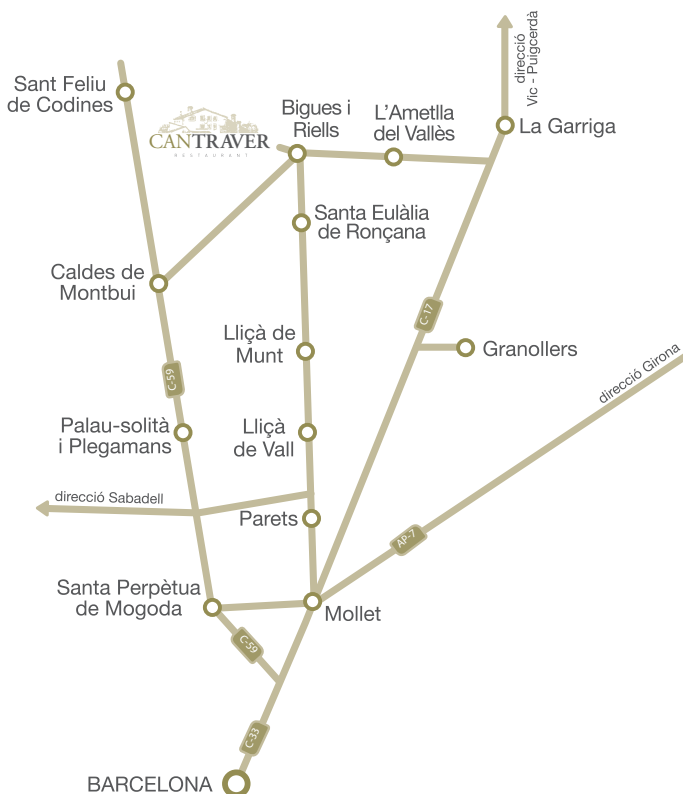 direcció
Vic - Puigcerdà
Sant Feliu
de Codines
CANTRAVER
RESTAURANT
Bigues i
Riells
L'Ametlla
del Vallès
La Garriga
Santa Eulàlia
de Ronçana
Caldes de
Montbui
C-17
Lliçà de
Munt
Granollers
direcció Girona
C-59
Palau-solità
i Plegamans
Lliçà
de Vall
direcció Sabadell
Parets
AP-7
Santa Perpètua
de Mogoda
Mollet
C-59
C-33
BARCELONA